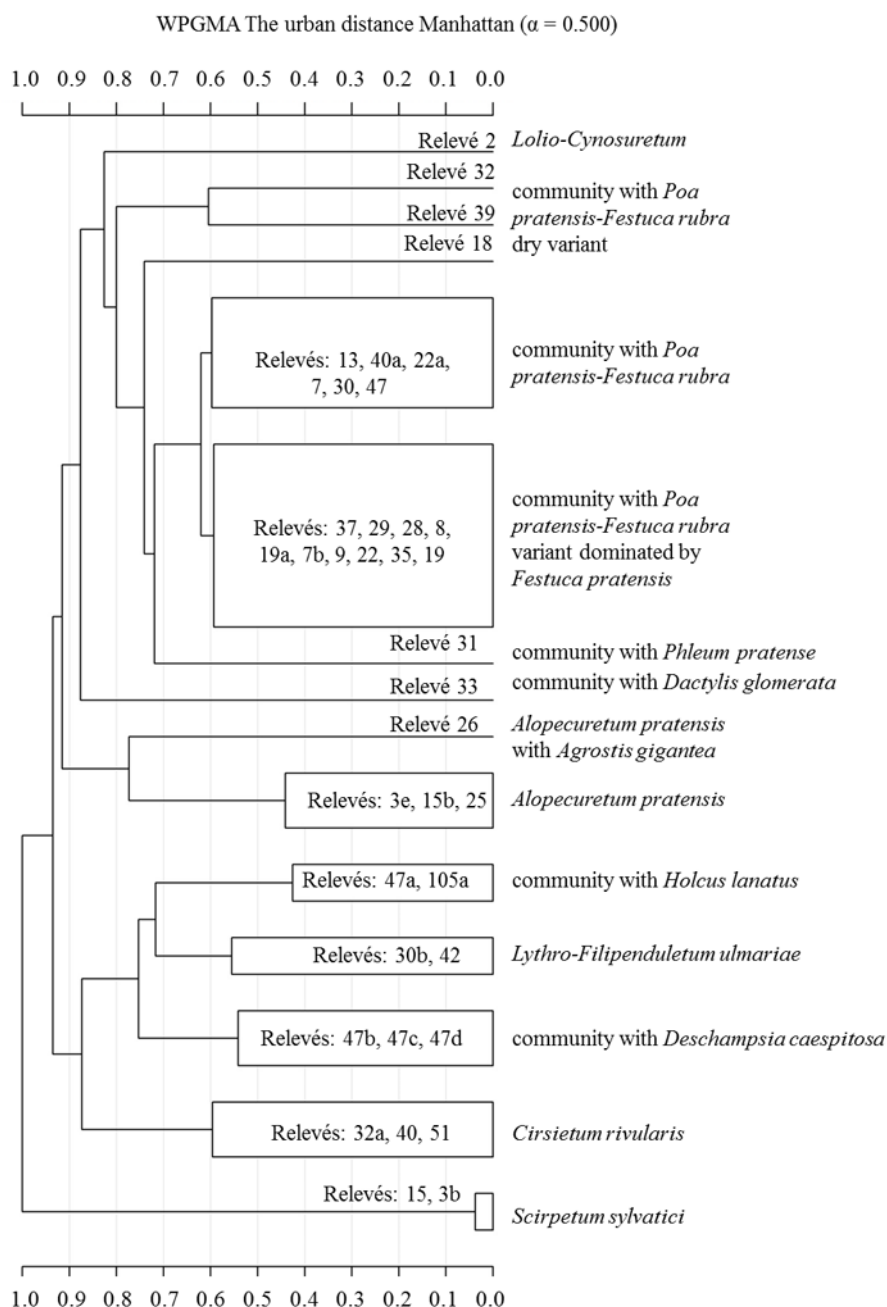 WPGMA The urban distance Manhattan (α = 0.500)
1.0 0.9 0.8 0.7 0.6 0.5 0.4 0.3 0.2 0.1 0.0
Relevé 2 Lolio-Cynosuretum
Relevé 32
community with Poa
Relevé 39 pratensis-Festuca rubra
Relevé 18 dry variant
community with Poa
Relevés: 13, 40a, 22a, pratensis-Festuca rubra
7, 30, 47
community with Poa
pratensis-Festuca rubra
Relevés: 37, 29, 28, 8, variant dominated by
19a, 7b, 9, 22, 35, 19 Festuca pratensis
Relevé 31 community with Phleum pratense
Relevé 33 community with Dactylis glomerata
Relevé 26 Alopecuretum pratensis
with Agrostis gigantea
Relevés: 3e, 15b, 25 Alopecuretum pratensis
Relevés: 47a, 105a community with Holcus lanatus
Relevés: 30b, 42 Lythro-Filipenduletum ulmariae
Relevés: 47b, 47c, 47d community with Deschampsia caespitosa
Relevés: 32a, 40, 51 Cirsietum rivularis
Relevés: 15, 3b
Scirpetum sylvatici
1.0 0.9 0.8 0.7 0.6 0.5 0.4 0.3 0.2 0.1 0.0